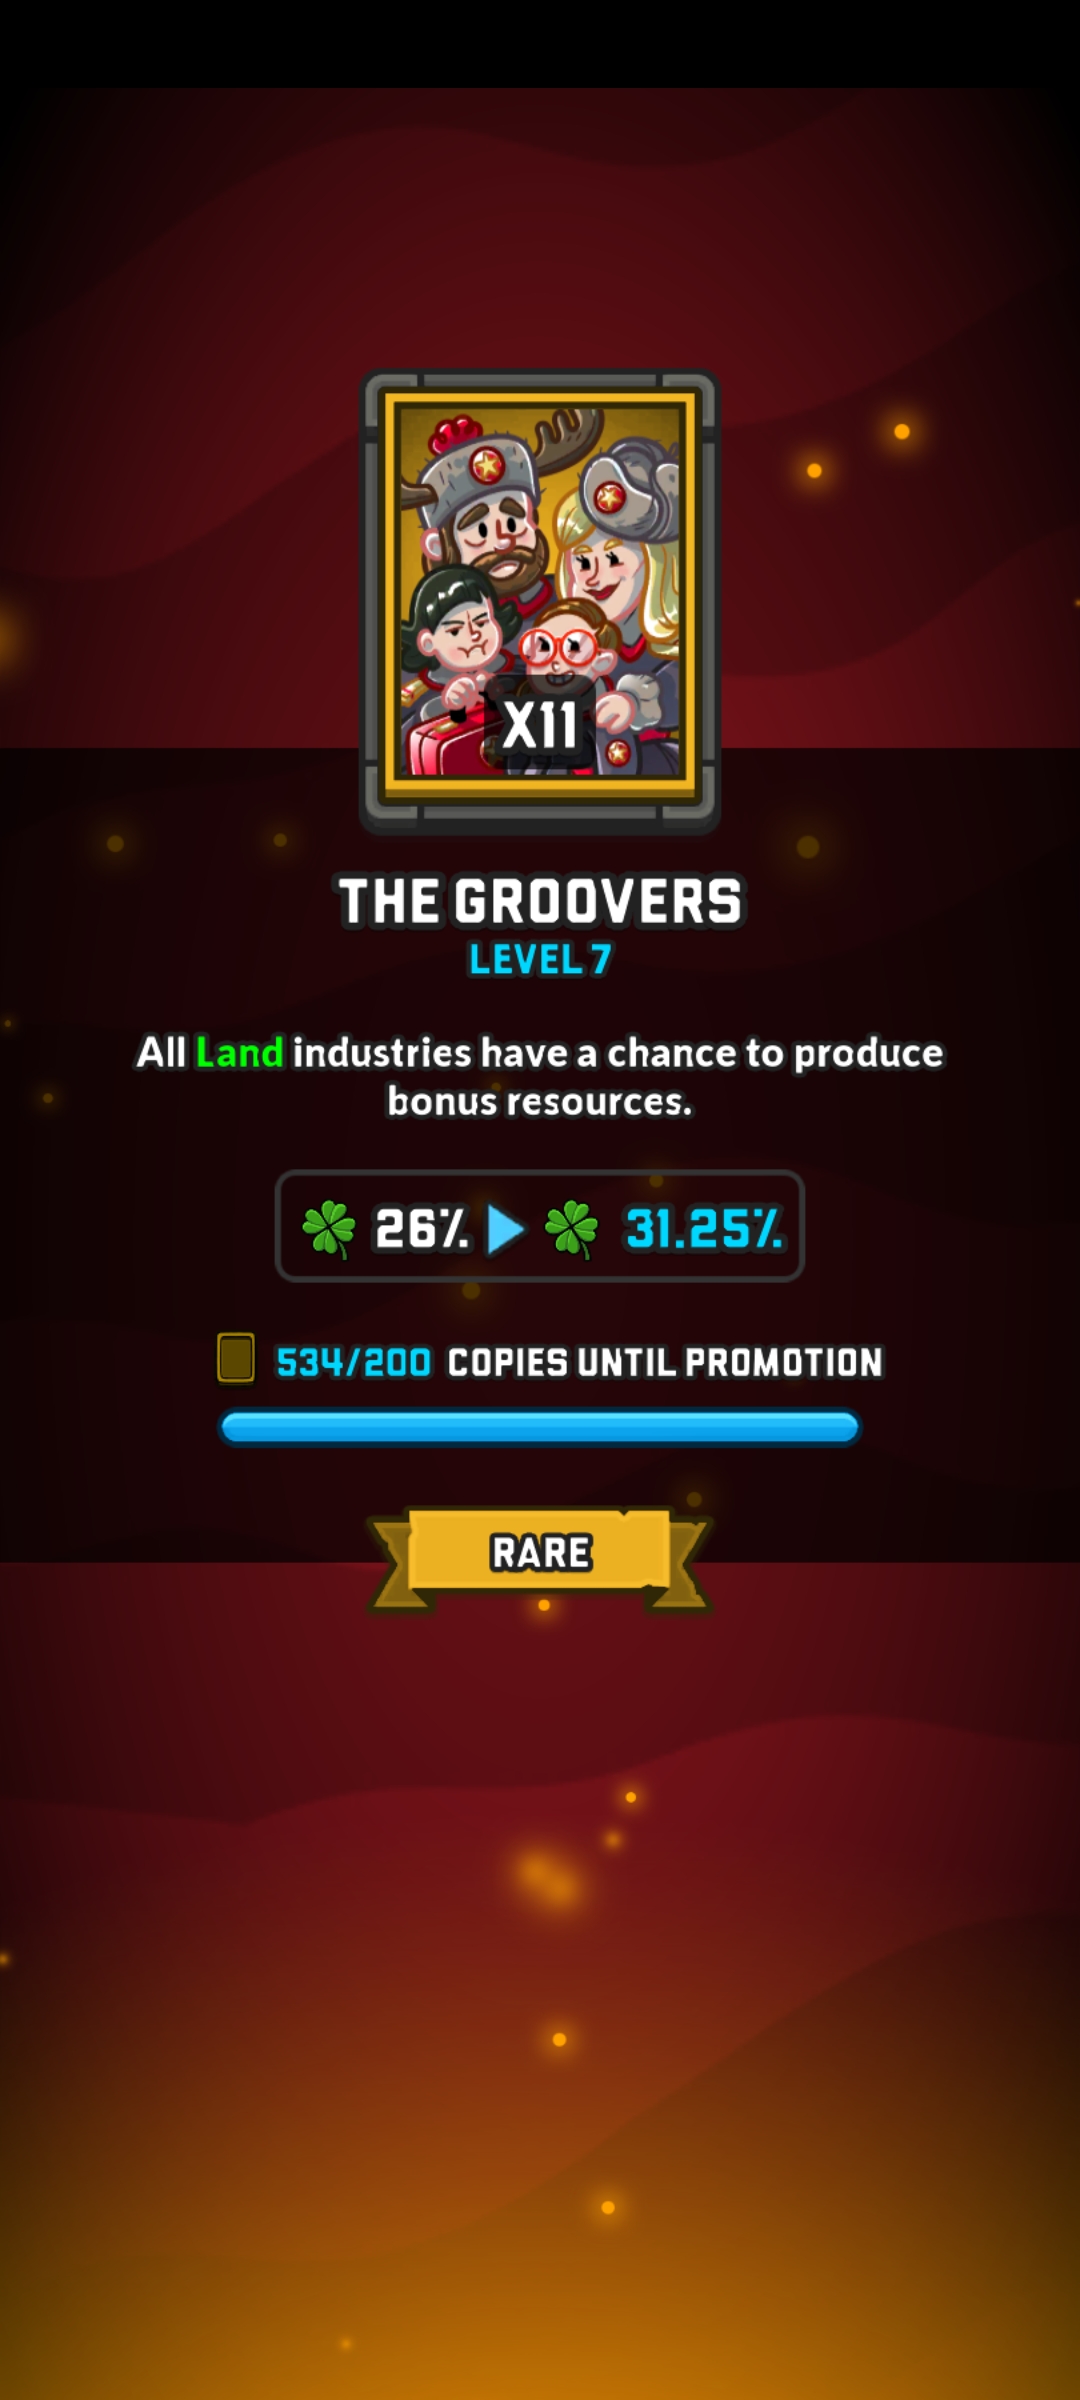 X11
THE GROOVERS
LEVEL 7
All Land industries have a chance to produce
bonus resources.
26% 31.25%
534/200 COPIES UNTIL PROMOTION
RARE